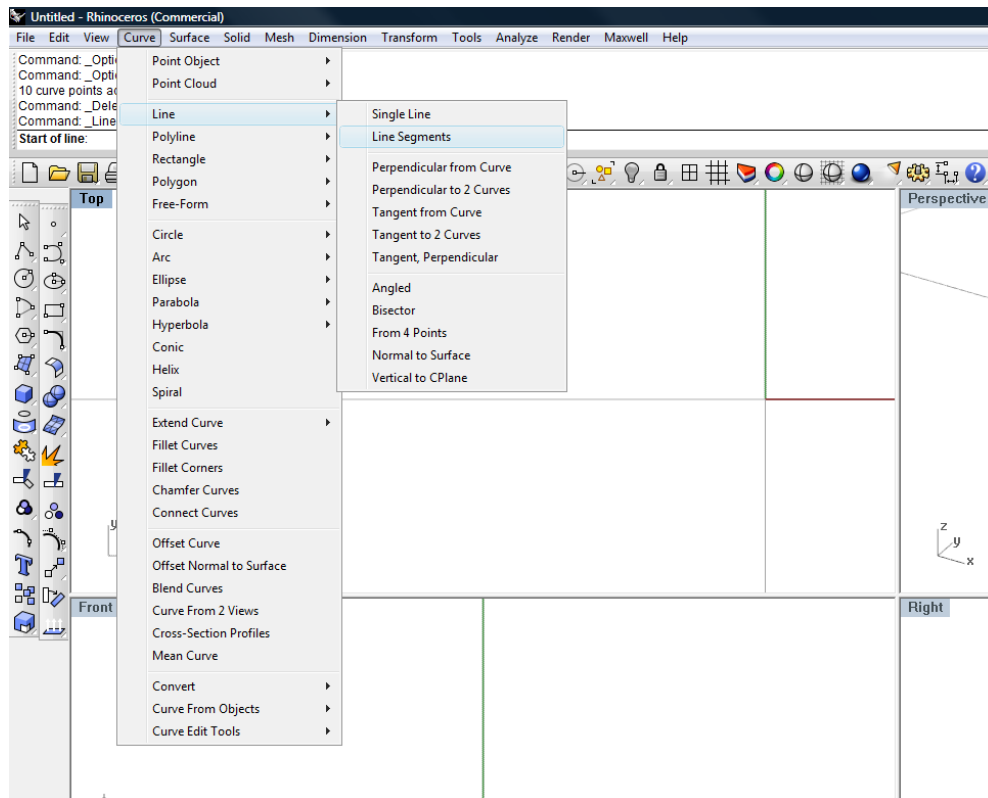 Untitled - Rhinoceros (Commercial)
File Edit View Curve Surface Solid Mesh Dimension Transform Tools Analyze Render Maxwell Help
Command: _Opti
Command: _Opti
10 curve points a
Command: _Dele
Command: _Line
Start of line:
Point Object
Point Cloud
Line
Polyline
Rectangle
Polygon
Free-Form
Circle
Arc
Ellipse
Parabola
Hyperbola
Conic
Helix
Spiral
Extend Curve
Fillet Curves
Fillet Corners
Chamfer Curves
Connect Curves
Offset Curve
Offset Normal to Surface
Blend Curves
Curve From 2 Views
Cross-Section Profiles
Mean Curve
Convert
Curve From Objects
Curve Edit Tools
Single Line
Line Segments
Perpendicular from Curve
Perpendicular to 2 Curves
Tangent from Curve
Tangent to 2 Curves
Tangent, Perpendicular
Angled
Bisector
From 4 Points
Normal to Surface
Vertical to CPlane
Top
Perspective
y
z
y
x
Front
Right